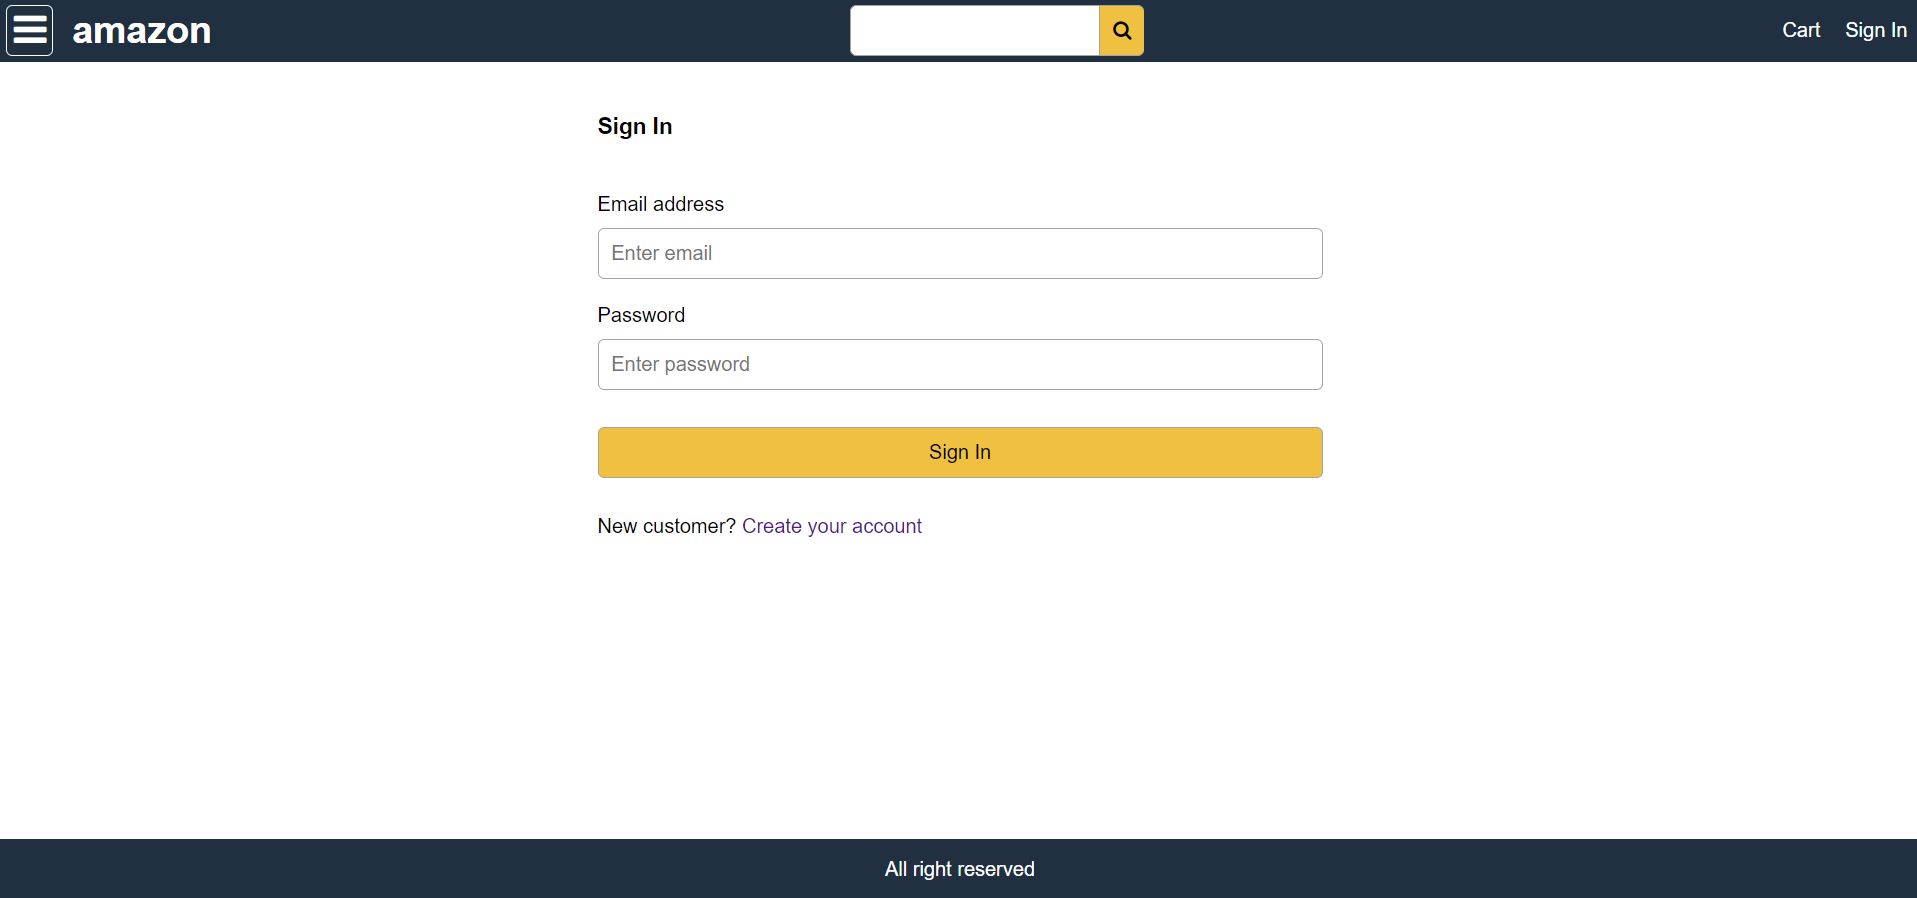 amazon
Cart
Sign In
Sign In
Email address
Enter email
Password
Enter password
Sign In
New customer? Create your account
All right reserved